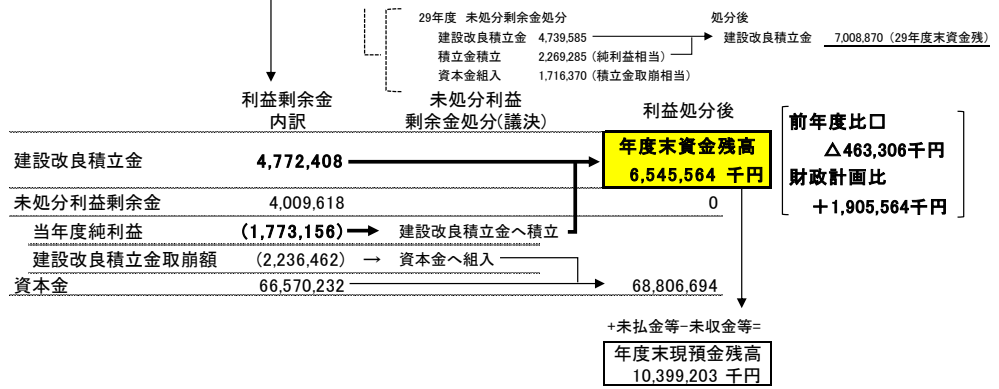 29年度 未処分剰余金処分 処分後
建設改良積立金 4,739,585 建設改良積立金 7,008,870 (29年度末資金残)
積立金積立 2,269,285 (純利益相当)
資本金組入 1,716,370 (積立金取崩相当)
利益剰余金 未処分利益 利益処分後
内訳 剰余金処分(議決)
前年度比口
△463,306千円
財政計画比
+1,905,564千円
年度末資金残高
建設改良積立金 4,772,408 6,545,564 千円
未処分利益剰余金 4,009,618 0
当年度純利益 (1,773,156) 建設改良積立金へ積立
建設改良積立金取崩額 (2,236,462) → 資本金へ組入
資本金 66,570,232 68,806,694
+未払金等-未収金等=
年度末現預金残高
10,399,203 千円